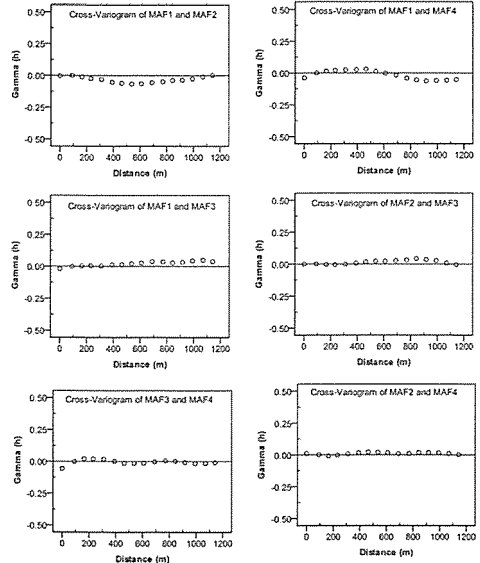 Cross-Variogram of MAF1 and MAF2
0.50
0.25
0.00
-0.25
-0.50
Gamma (h)
0 200 400 600 800 1000 1200
Distance (m)
Cross-Variogram of MAF1 and MAF4
0.50
0.25
0.00
-0.25
-0.50
Gamma (h)
0 200 400 600 800 1000 1200
Distance (m)
Cross-Variogram of MAF1 and MAF3
0.50
0.25
0.00
-0.25
-0.50
Gamma (h)
0 200 400 600 800 1000 1200
Distance (m)
Cross-Variogram of MAF2 and MAF3
0.50
0.25
0.00
-0.25
-0.50
Gamma (h)
0 200 400 600 800 1000 1200
Distance (m)
Cross-Variogram of MAF3 and MAF4
0.50
0.25
0.00
-0.25
-0.50
Gamma (h)
0 200 400 600 800 1000 1200
Distance (m)
Cross-Variogram of MAF2 and MAF4
0.50
0.25
0.00
-0.25
-0.50
Gamma (h)
0 200 400 600 800 1000 1200
Distance (m)